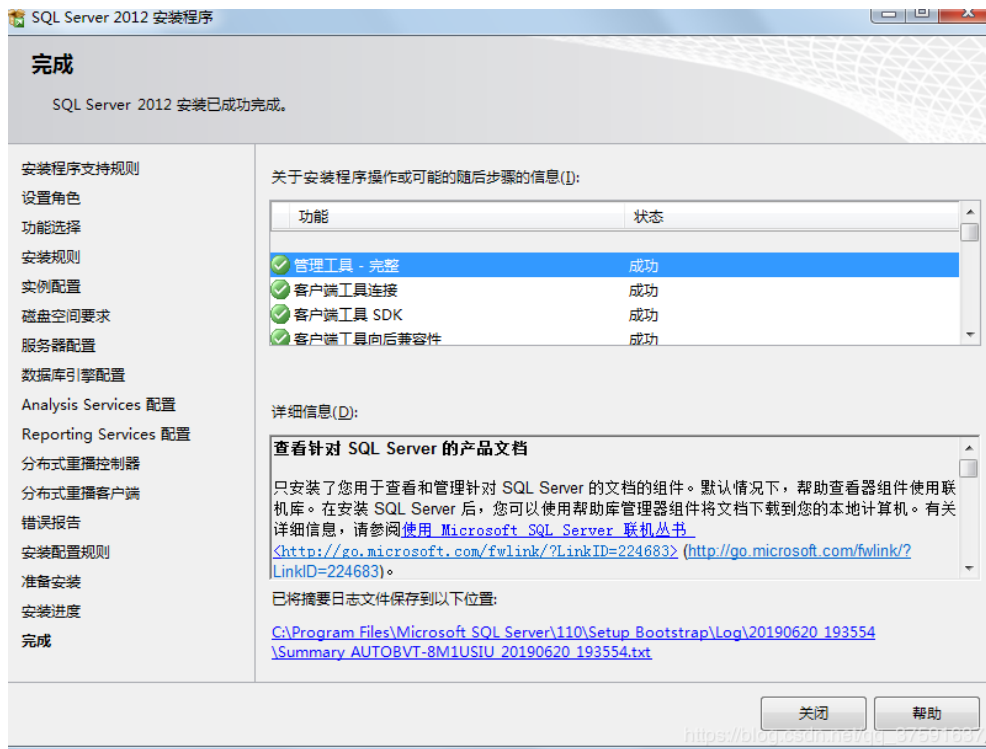 SQL Server 2012 安装程序
完成
SQL Server 2012 安装已成功完成。
安装程序支持规则
设置角色
功能选择
安装规则
实例配置
磁盘空间要求
服务器配置
数据库引擎配置
Analysis Services 配置
Reporting Services 配置
分布式重播控制器
分布式重播客户端
错误报告
安装配置规则
准备安装
安装进度
完成
关于安装程序操作或可能的随后步骤的信息(I):
功能 状态
管理工具 - 完整 成功
客户端工具连接 成功
客户端工具 SDK 成功
客户端工具向后兼容性 成功
详细信息(D):
查看针对 SQL Server 的产品文档
只安装了您用于查看和管理针对 SQL Server 的文档的组件。默认情况下，帮助查看器组件使用联
机库。在安装 SQL Server 后，您可以使用帮助库管理器组件将文档下载到您的本地计算机。有关
详细信息，请参阅使用 Microsoft SQL Server 联机丛书
<http://go.microsoft.com/fwlink/?LinkID=224683> (http://go.microsoft.com/fwlink/?
LinkID=224683)。
已将摘要日志文件保存到以下位置:
C:\Program Files\Microsoft SQL Server\110\Setup Bootstrap\Log\20190620_193554
\Summary_AUTOBVT-8M1USIU_20190620_193554.txt
关闭 帮助